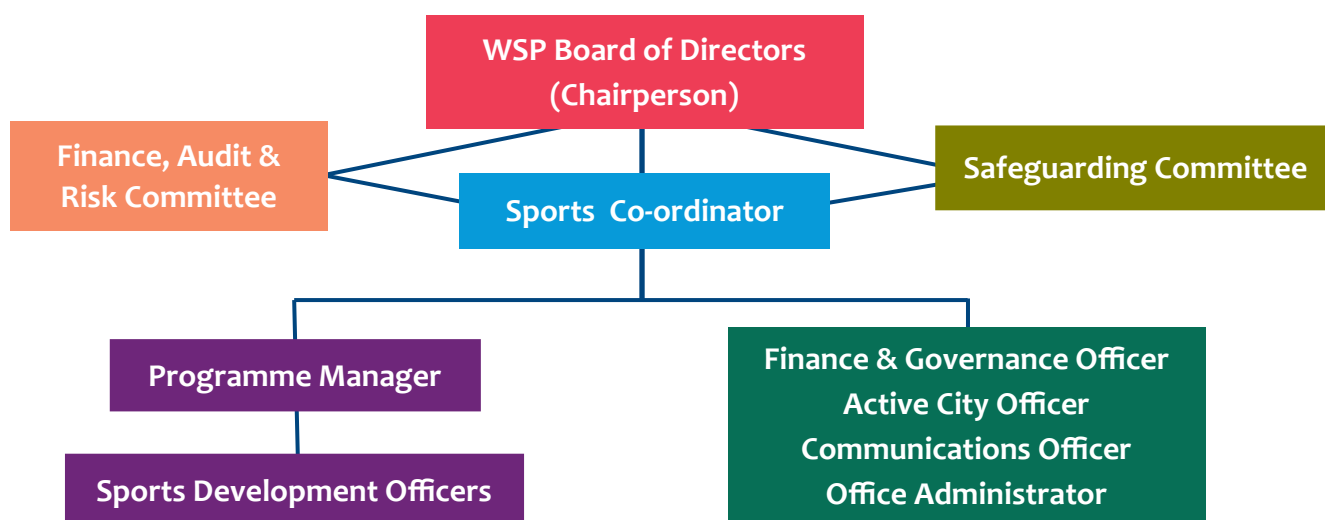 WSP Board of Directors
(Chairperson)
Finance, Audit &
Risk Committee
Safeguarding Committee
Sports Co-ordinator
Programme Manager
Sports Development Officers
Finance & Governance Officer
Active City Officer
Communications Officer
Office Administrator